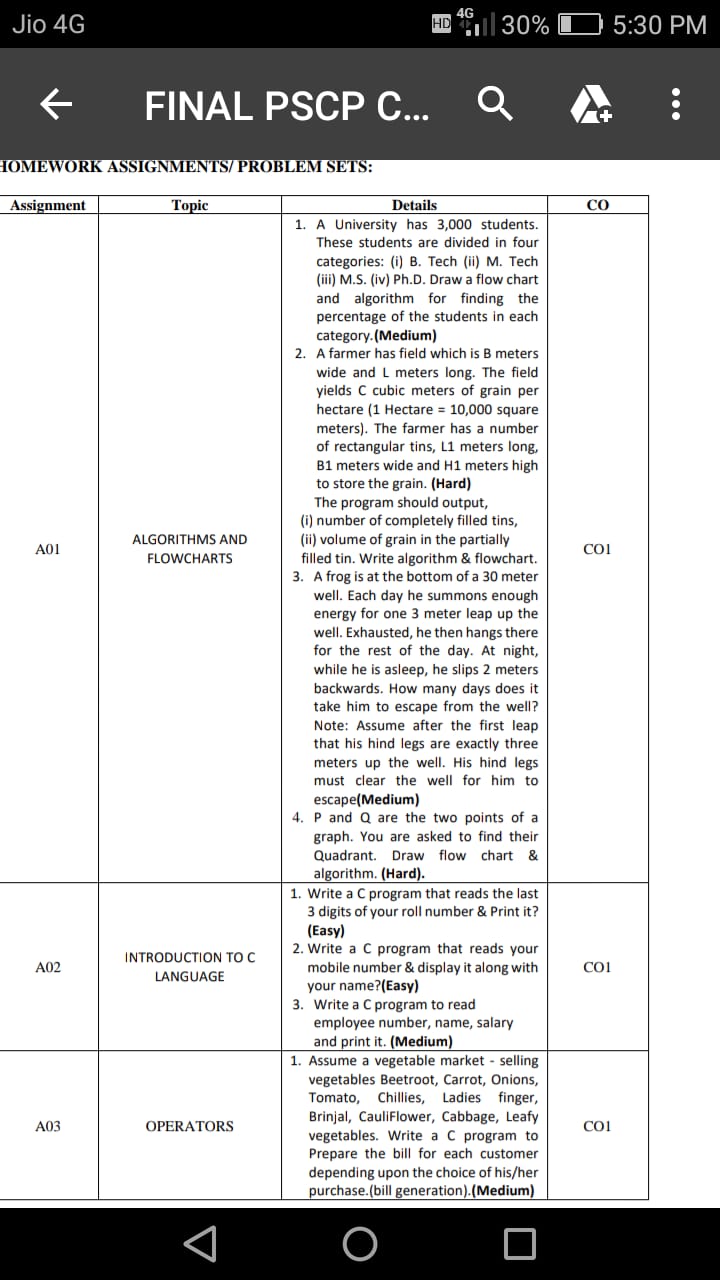 Jio 4G
HD 4G 30% 5:30 PM
FINAL PSCP C...
HOMEWORK ASSIGNMENTS/ PROBLEM SETS:
Assignment Topic Details CO
1. A University has 3,000 students.
These students are divided in four
categories: (i) B. Tech (ii) M. Tech
(iii) M.S. (iv) Ph.D. Draw a flow chart
and algorithm for finding the
percentage of the students in each
category.(Medium)
2. A farmer has field which is B meters
wide and L meters long. The field
yields C cubic meters of grain per
hectare (1 Hectare = 10,000 square
meters). The farmer has a number
of rectangular tins, L1 meters long,
B1 meters wide and H1 meters high
to store the grain. (Hard)
The program should output,
(i) number of completely filled tins,
(ii) volume of grain in the partially
filled tin. Write algorithm & flowchart.
3. A frog is at the bottom of a 30 meter
well. Each day he summons enough
energy for one 3 meter leap up the
well. Exhausted, he then hangs there
for the rest of the day. At night,
while he is asleep, he slips 2 meters
backwards. How many days does it
take him to escape from the well?
Note: Assume after the first leap
that his hind legs are exactly three
meters up the well. His hind legs
must clear the well for him to
escape(Medium)
4. P and Q are the two points of a
graph. You are asked to find their
Quadrant. Draw flow chart &
algorithm. (Hard).
A01
ALGORITHMS AND
FLOWCHARTS
CO1
1. Write a C program that reads the last
3 digits of your roll number & Print it?
(Easy)
2. Write a C program that reads your
mobile number & display it along with
your name?(Easy)
3. Write a C program to read
employee number, name, salary
and print it. (Medium)
A02
INTRODUCTION TO C
LANGUAGE
CO1
1. Assume a vegetable market - selling
vegetables Beetroot, Carrot, Onions,
Tomato, Chillies, Ladies finger,
Brinjal, CauliFlower, Cabbage, Leafy
vegetables. Write a C program to
Prepare the bill for each customer
depending upon the choice of his/her
purchase.(bill generation).(Medium)
A03
OPERATORS
CO1